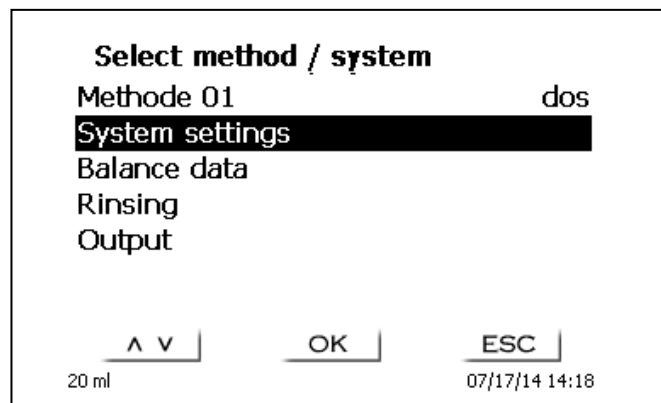 Select method / system
Methode 01 dos
System settings
Balance data
Rinsing
Output
∧ ∨ OK ESC
20 ml 07/17/14 14:18